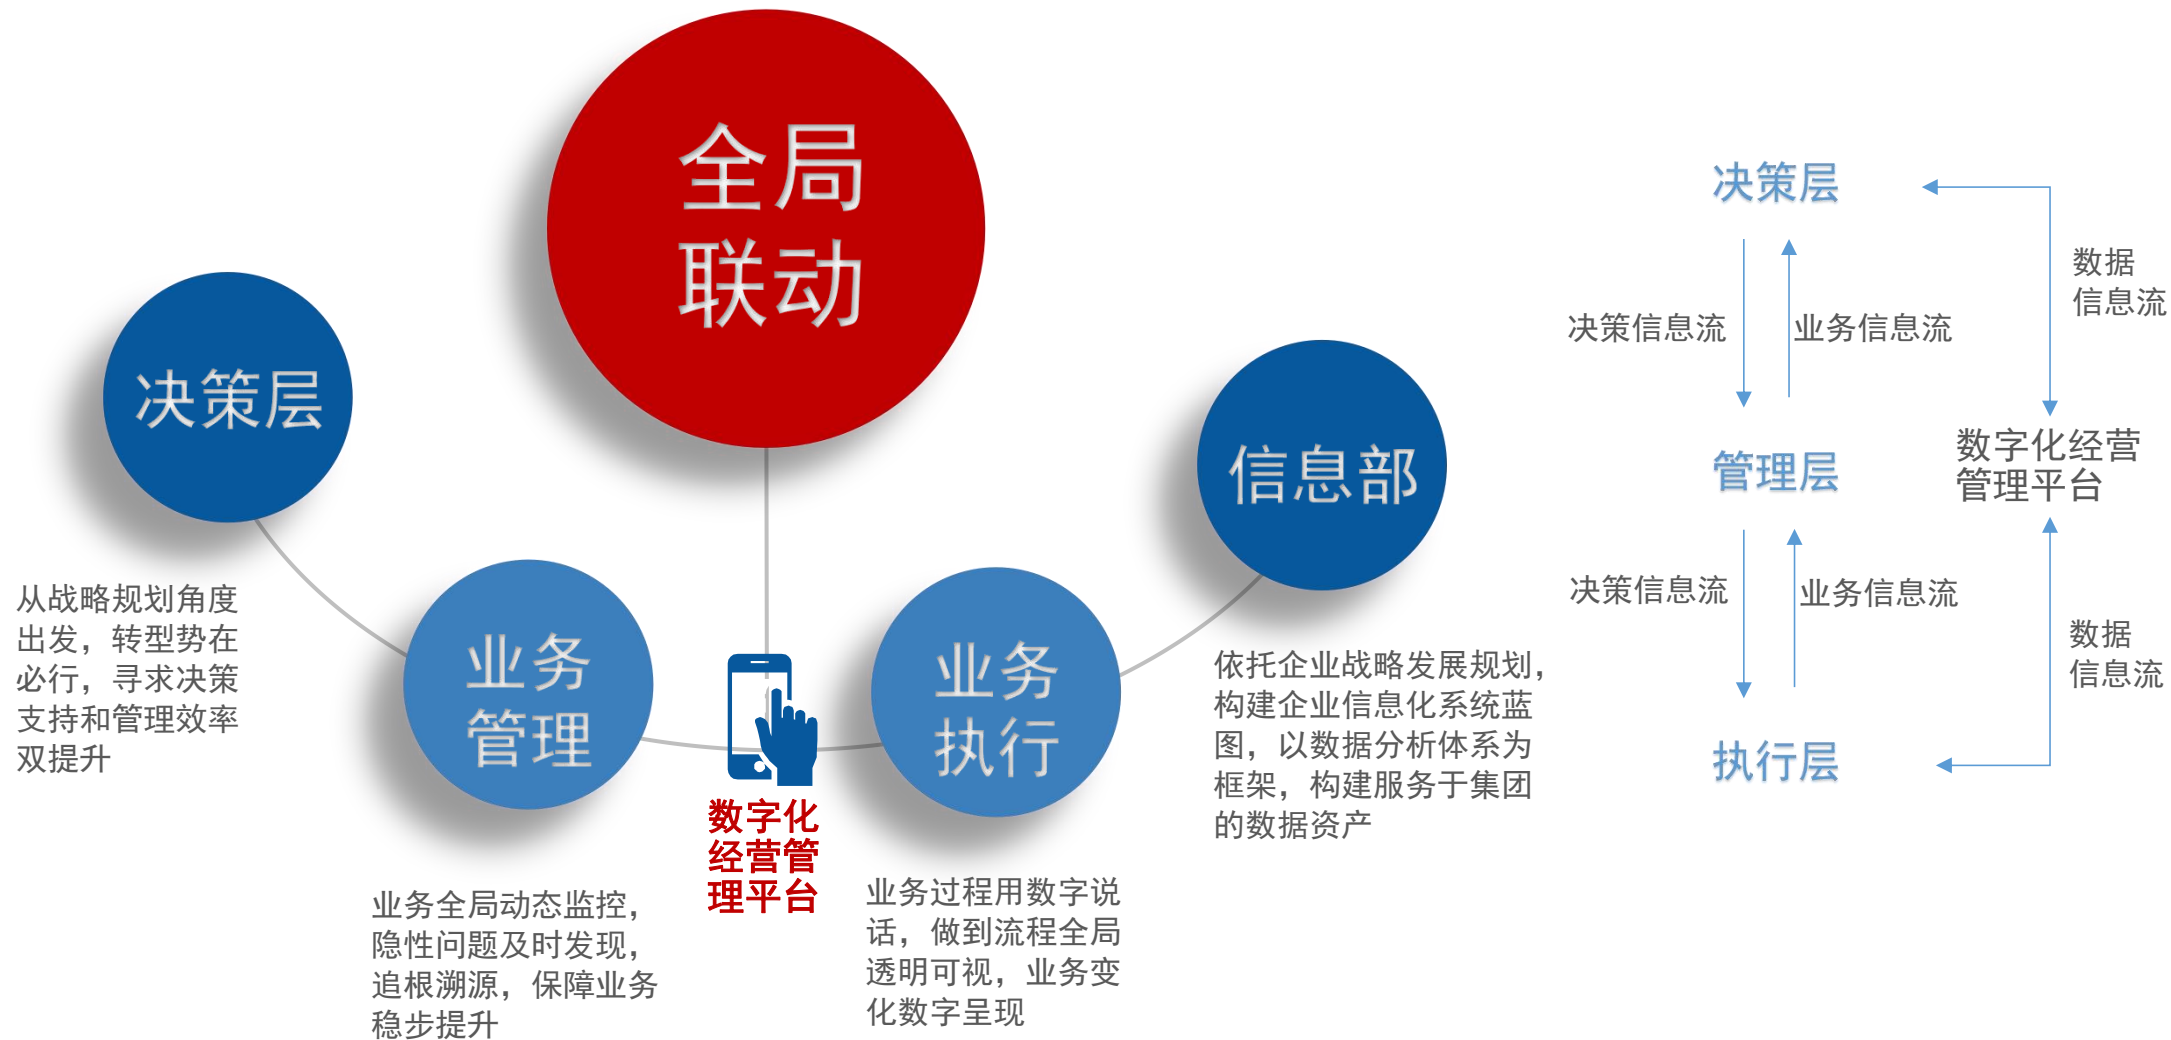 全局
联动
决策层
从战略规划角度
出发，转型势在
必行，寻求决策
支持和管理效率
双提升
业务
管理
业务全局动态监控，
隐性问题及时发现，
追根溯源，保障业务
稳步提升
数字化
经营管
理平台
业务
执行
业务过程用数字说
话，做到流程全局
透明可视，业务变
化数字呈现
信息部
依托企业战略发展规划，
构建企业信息化系统蓝
图，以数据分析体系为
框架，构建服务于集团
的数据资产
决策层
决策信息流
业务信息流
数据
信息流
管理层
数字化经营
管理平台
决策信息流
业务信息流
数据
信息流
执行层